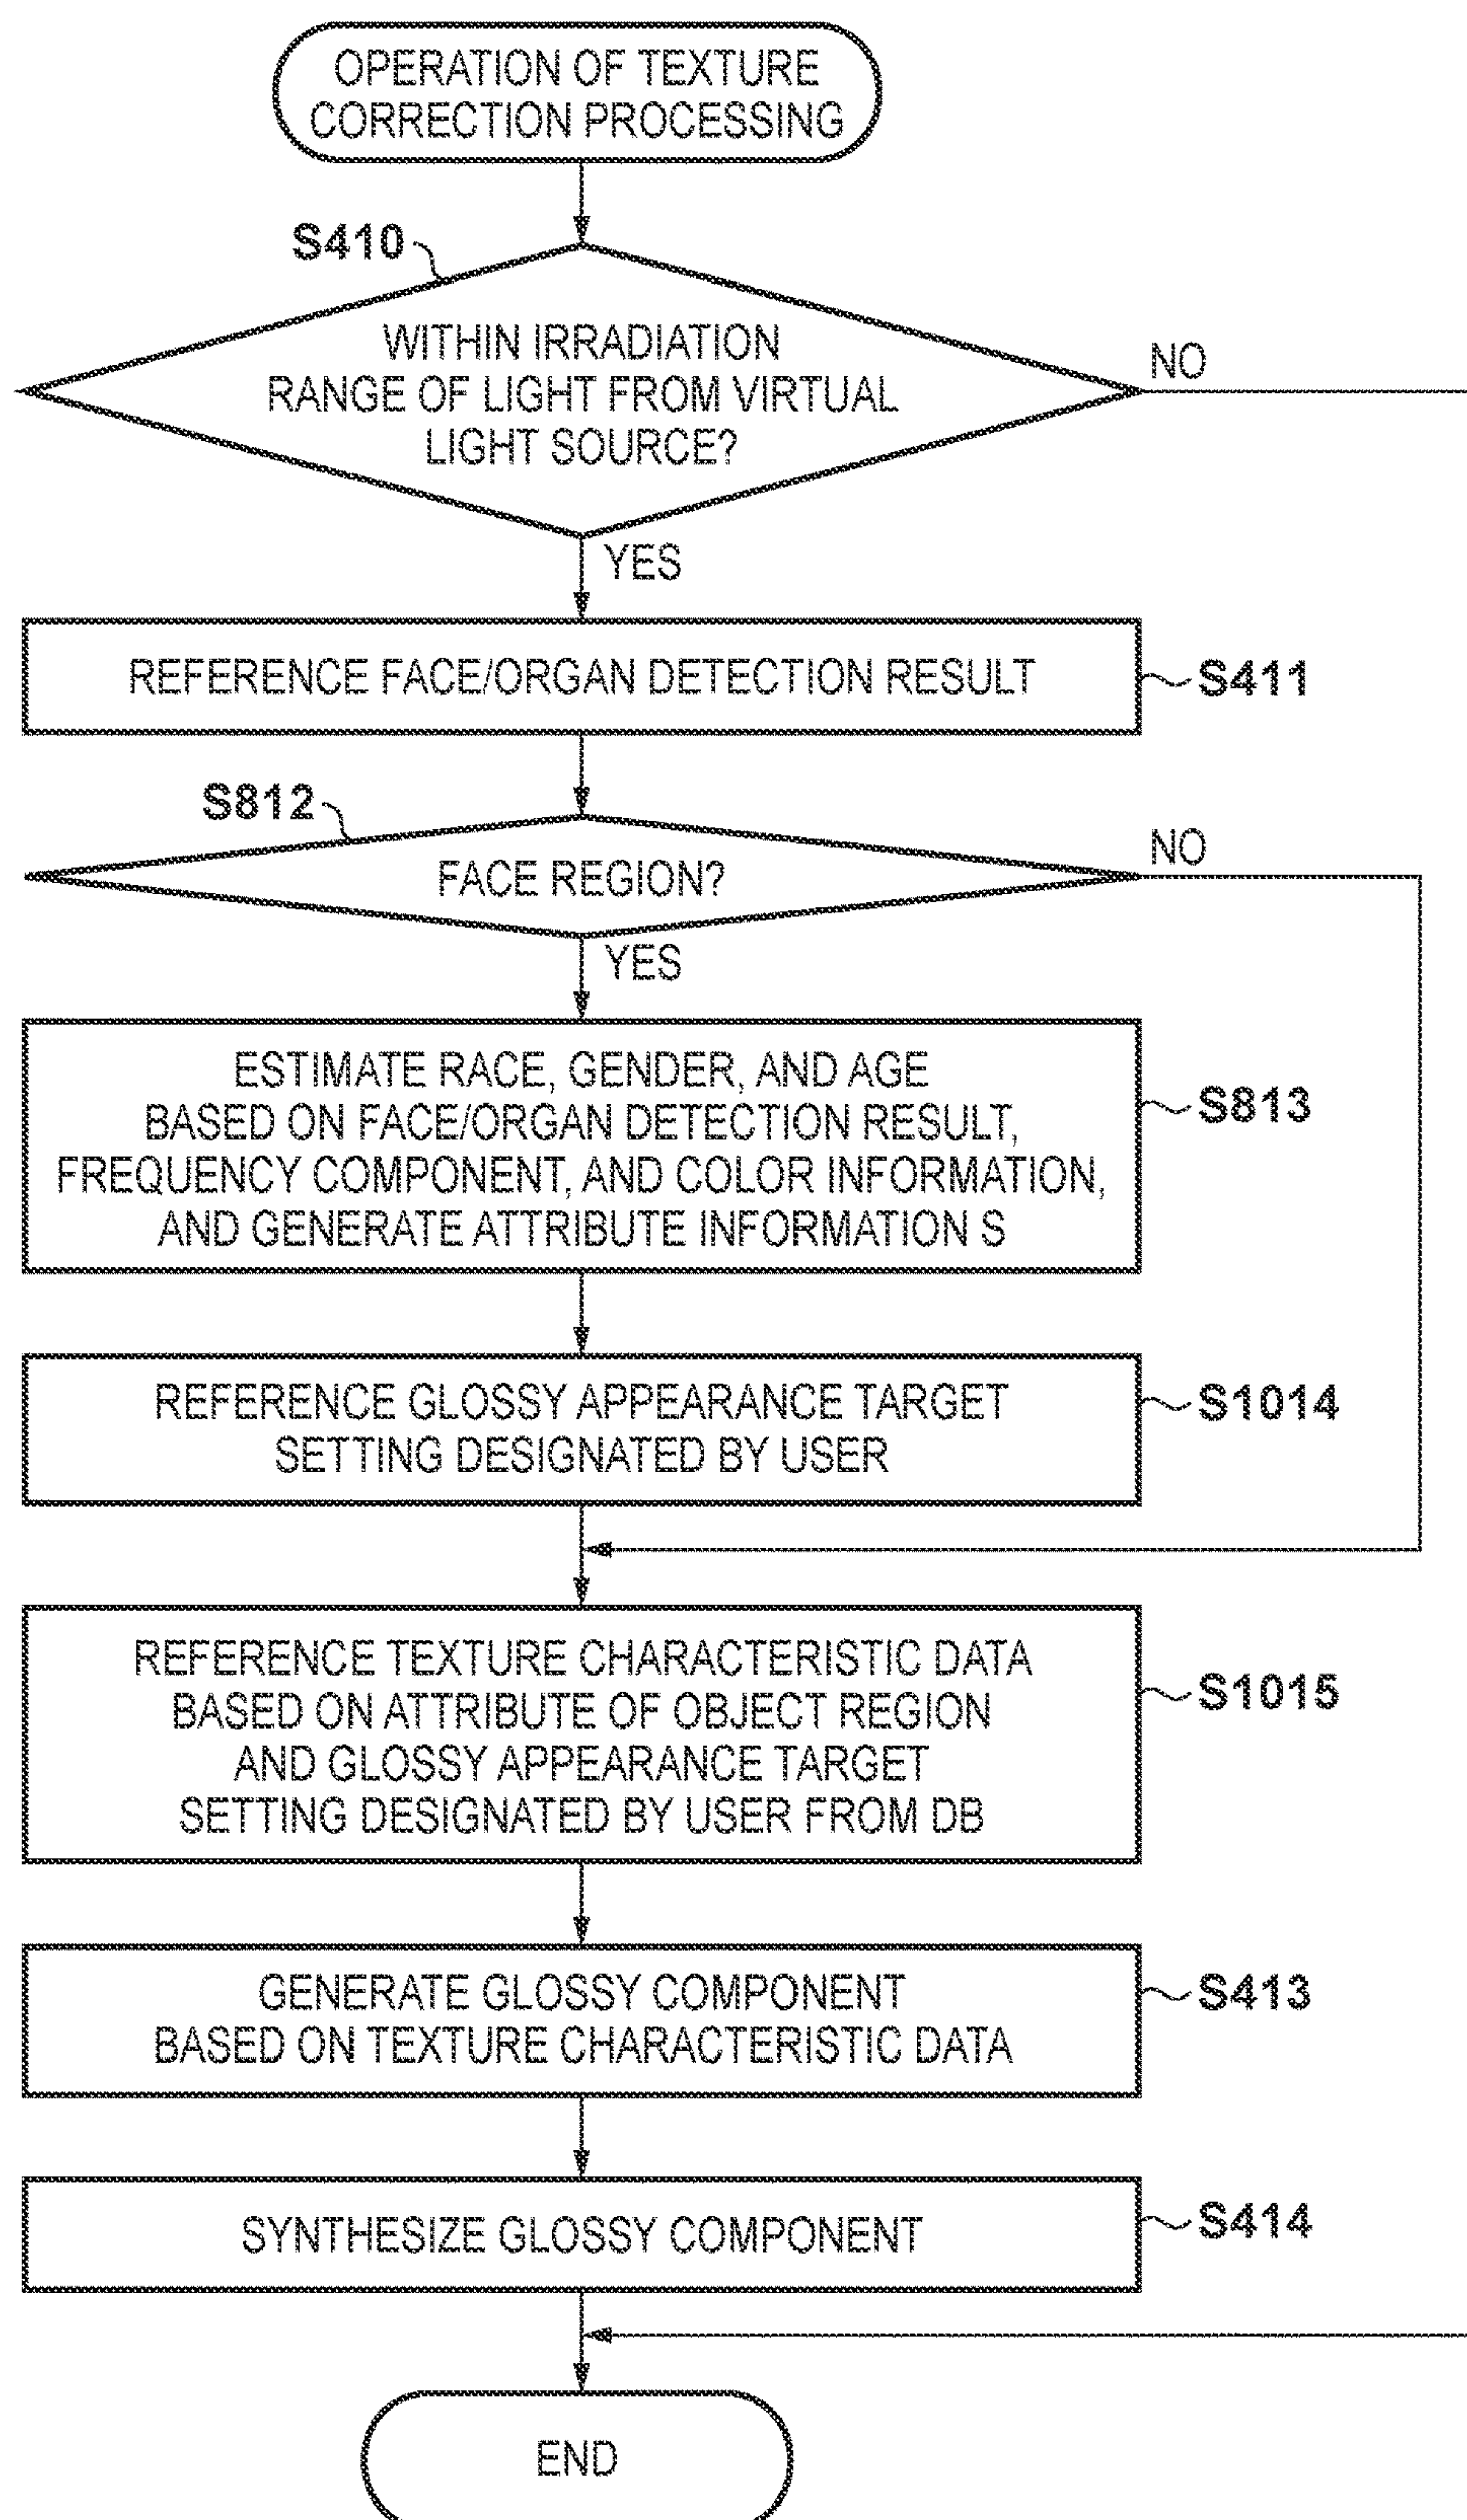 OPERATION OF TEXTURE
CORRECTION PROCESSING
S410
WITHIN IRRADIATION
RANGE OF LIGHT FROM VIRTUAL
LIGHT SOURCE?
NO
YES
REFERENCE FACE/ORGAN DETECTION RESULT
S411
S812
FACE REGION?
NO
YES
ESTIMATE RACE, GENDER, AND AGE
BASED ON FACE/ORGAN DETECTION RESULT,
FREQUENCY COMPONENT, AND COLOR INFORMATION,
AND GENERATE ATTRIBUTE INFORMATION S
S813
REFERENCE GLOSSY APPEARANCE TARGET
SETTING DESIGNATED BY USER
S1014
REFERENCE TEXTURE CHARACTERISTIC DATA
BASED ON ATTRIBUTE OF OBJECT REGION
AND GLOSSY APPEARANCE TARGET
SETTING DESIGNATED BY USER FROM DB
S1015
GENERATE GLOSSY COMPONENT
BASED ON TEXTURE CHARACTERISTIC DATA
S413
SYNTHESIZE GLOSSY COMPONENT
S414
END